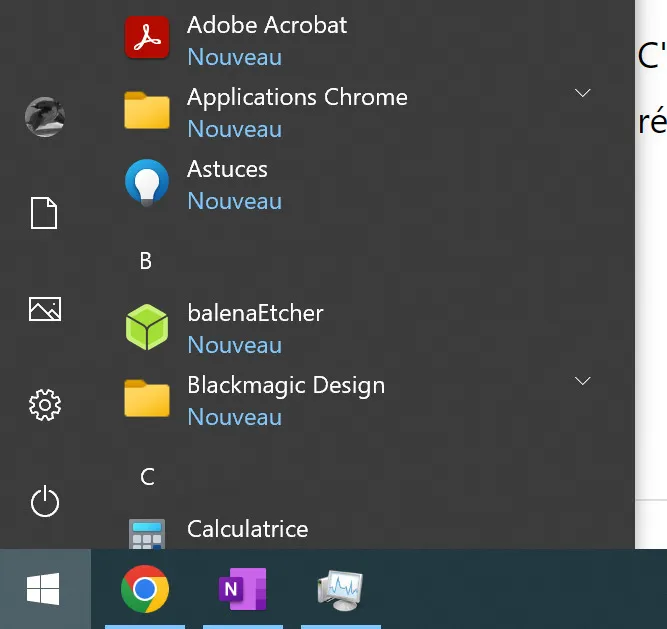 Adobe Acrobat
Nouveau
C'
Applications Chrome
Nouveau
ré
Astuces
Nouveau
B
balenaEtcher
Nouveau
Blackmagic Design
Nouveau
C
Calculatrice
N